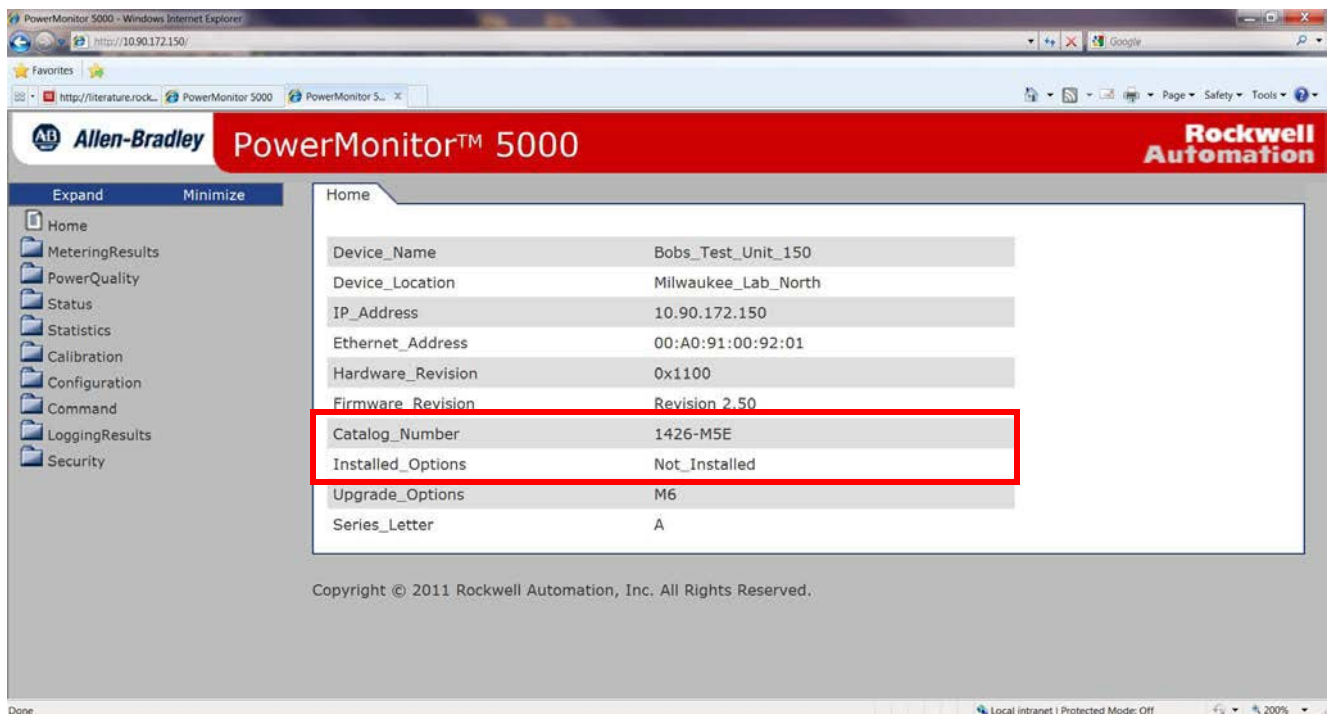 PowerMonitor 5000 - Windows Internet Explorer
http://10.90.172.150/
Google
Favorites
http://literature.rock... PowerMonitor 5000 PowerMonitor 5... X
Page Safety Tools
AB Allen-Bradley PowerMonitor™ 5000 Rockwell
Automation
Expand Minimize
Home
MeteringResults
PowerQuality
Status
Statistics
Calibration
Configuration
Command
LoggingResults
Security
Home
Device_Name Bobs_Test_Unit_150
Device_Location Milwaukee_Lab_North
IP_Address 10.90.172.150
Ethernet_Address 00:A0:91:00:92:01
Hardware_Revision 0x1100
Firmware_Revision Revision 2.50
Catalog_Number 1426-M5E
Installed_Options Not_Installed
Upgrade_Options M6
Series_Letter A
Copyright © 2011 Rockwell Automation, Inc. All Rights Reserved.
Done Local intranet | Protected Mode: Off 200%